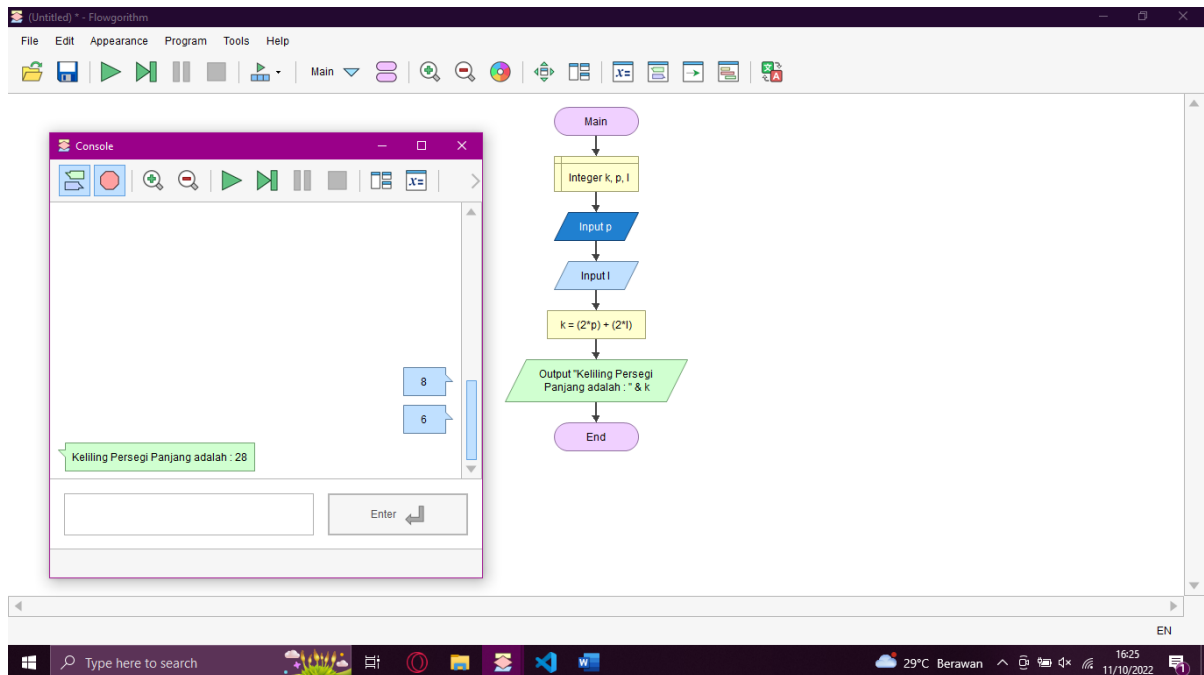 (Untitled) * - Flowgorithm
File Edit Appearance Program Tools Help
Main
x=
Main
Integer k, p, l
Input p
Input l
k = (2*p) + (2*l)
Output "Keliling Persegi
Panjang adalah : " & k
End
Console
x=
8
6
Keliling Persegi Panjang adalah : 28
Enter
EN
Type here to search
29°C Berawan
16:25
11/10/2022
1